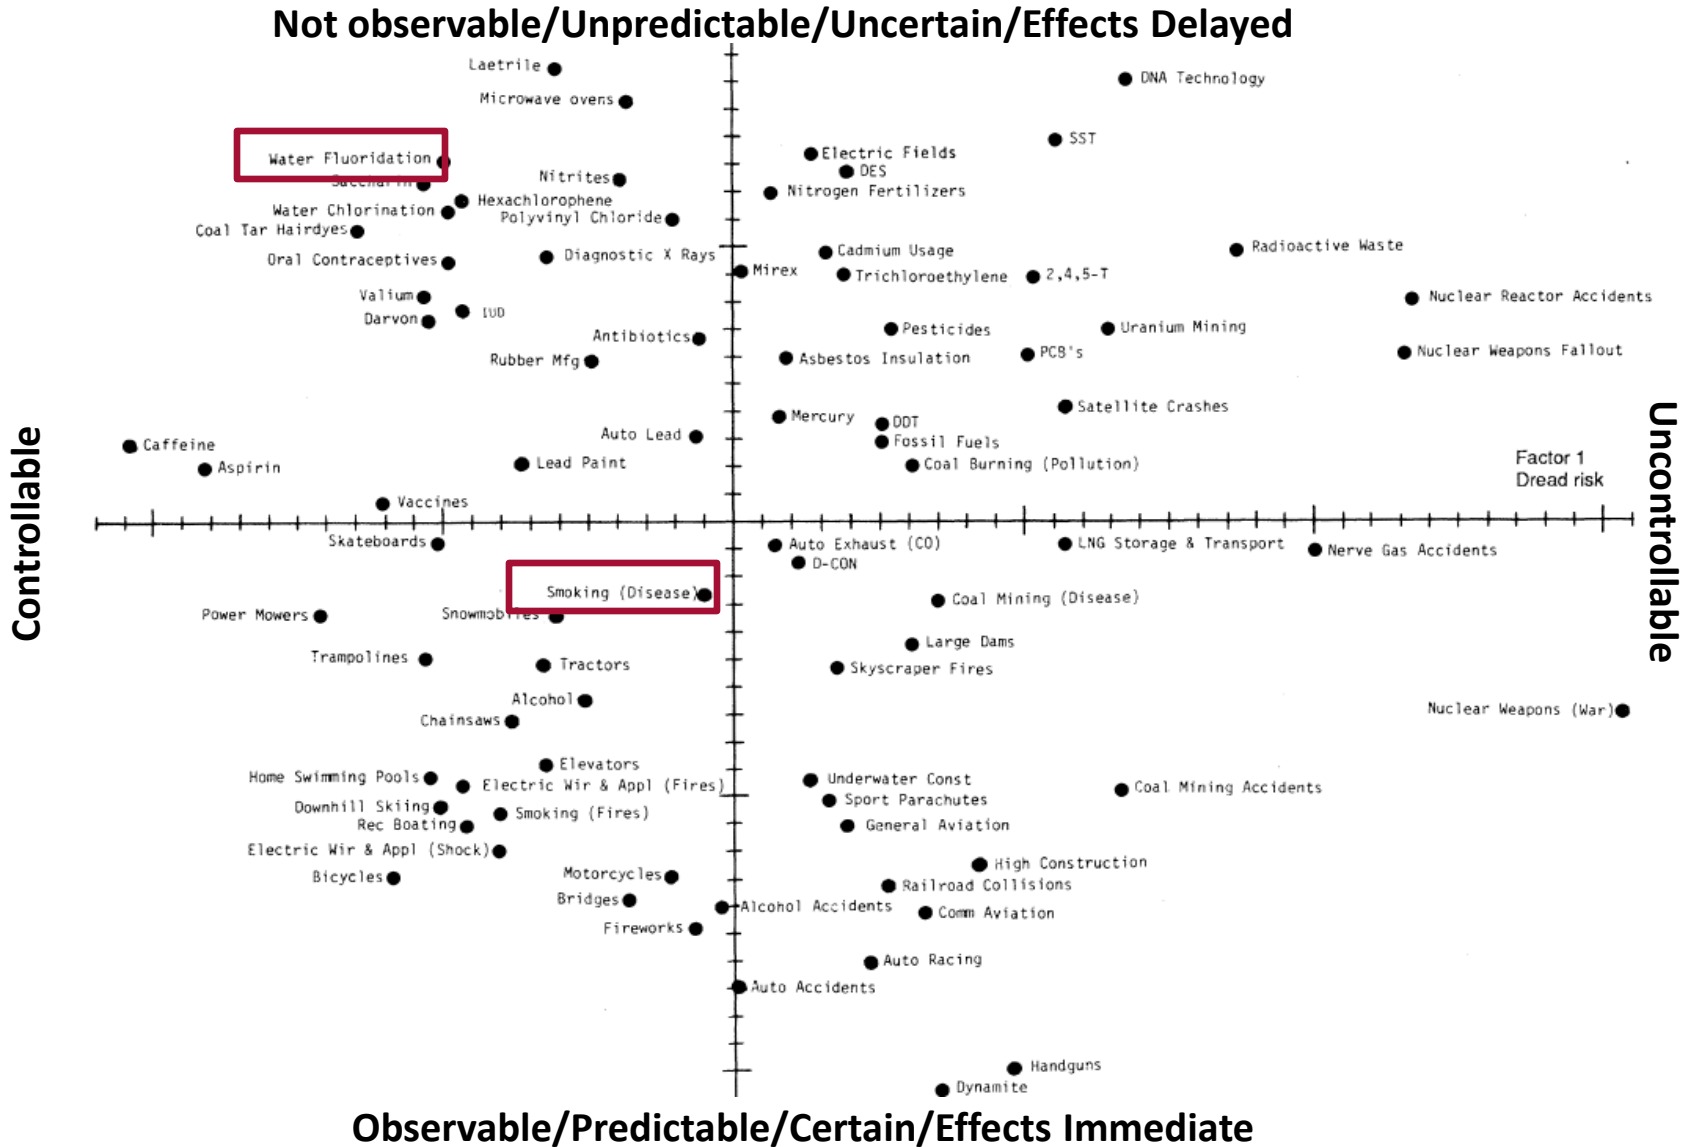 Not observable/Unpredictable/Uncertain/Effects Delayed
Laetrile
DNA Technology
Microwave ovens
SST
Electric Fields
Water Fluoridation
DES
Nitrites
Saccharin
Nitrogen Fertilizers
Hexachlorophene
Water Chlorination
Polyvinyl Chloride
Coal Tar Hairdyes
Radioactive Waste
Cadmium Usage
Diagnostic X Rays
Oral Contraceptives
Mirex
Trichloroethylene
2,4,5-T
Valium
Nuclear Reactor Accidents
IUD
Darvon
Pesticides
Uranium Mining
Antibiotics
PCB's
Nuclear Weapons Fallout
Asbestos Insulation
Rubber Mfg
Satellite Crashes
Mercury
DDT
Auto Lead
Fossil Fuels
Caffeine
Lead Paint
Coal Burning (Pollution)
Aspirin
Factor 1
Dread risk
Vaccines
Controllable
Uncontrollable
Skateboards
Auto Exhaust (CO)
LNG Storage & Transport
Nerve Gas Accidents
D-CON
Smoking (Disease)
Coal Mining (Disease)
Power Mowers
Snowmobiles
Large Dams
Trampolines
Tractors
Skyscraper Fires
Alcohol
Nuclear Weapons (War)
Chainsaws
Elevators
Home Swimming Pools
Underwater Const
Electric Wir & Appl (Fires)
Coal Mining Accidents
Sport Parachutes
Downhill Skiing
Smoking (Fires)
Rec Boating
General Aviation
Electric Wir & Appl (Shock)
High Construction
Motorcycles
Bicycles
Railroad Collisions
Bridges
Alcohol Accidents
Comm Aviation
Fireworks
Auto Racing
Auto Accidents
Handguns
Dynamite
Observable/Predictable/Certain/Effects Immediate